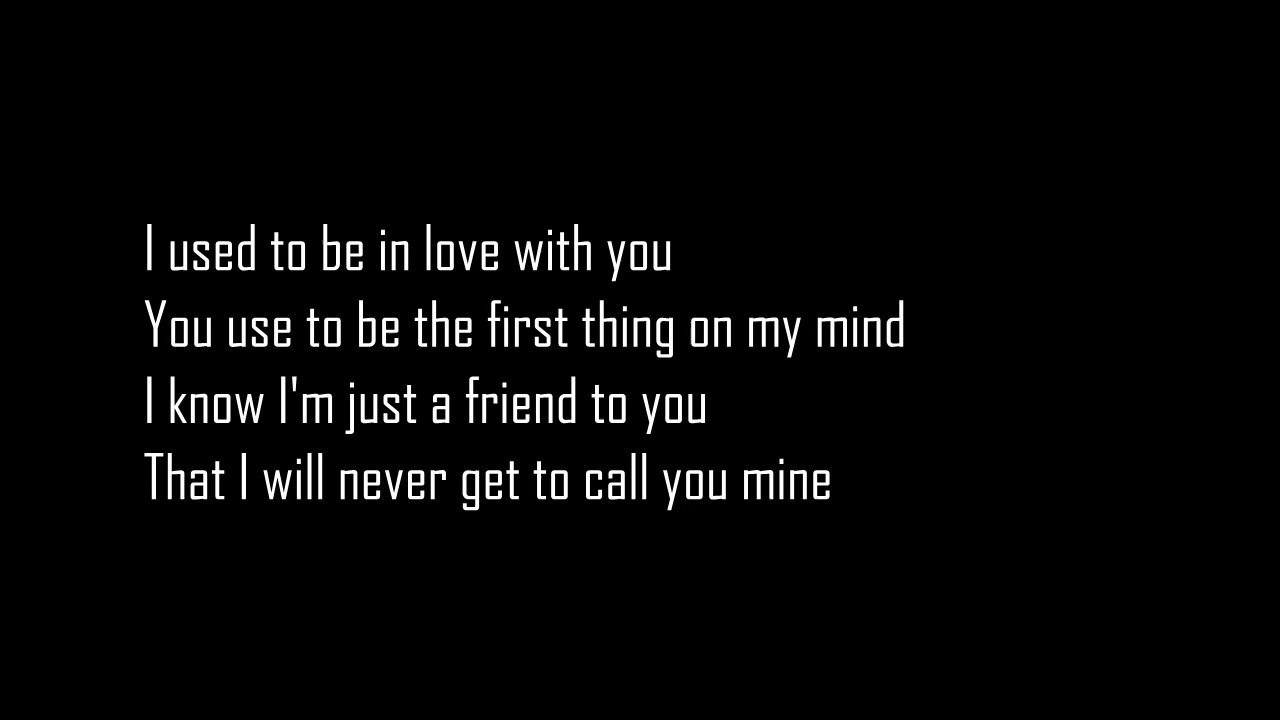 I used to be in love with you
You use to be the first thing on my mind
I know I'm just a friend to you
That I will never get to call you mine